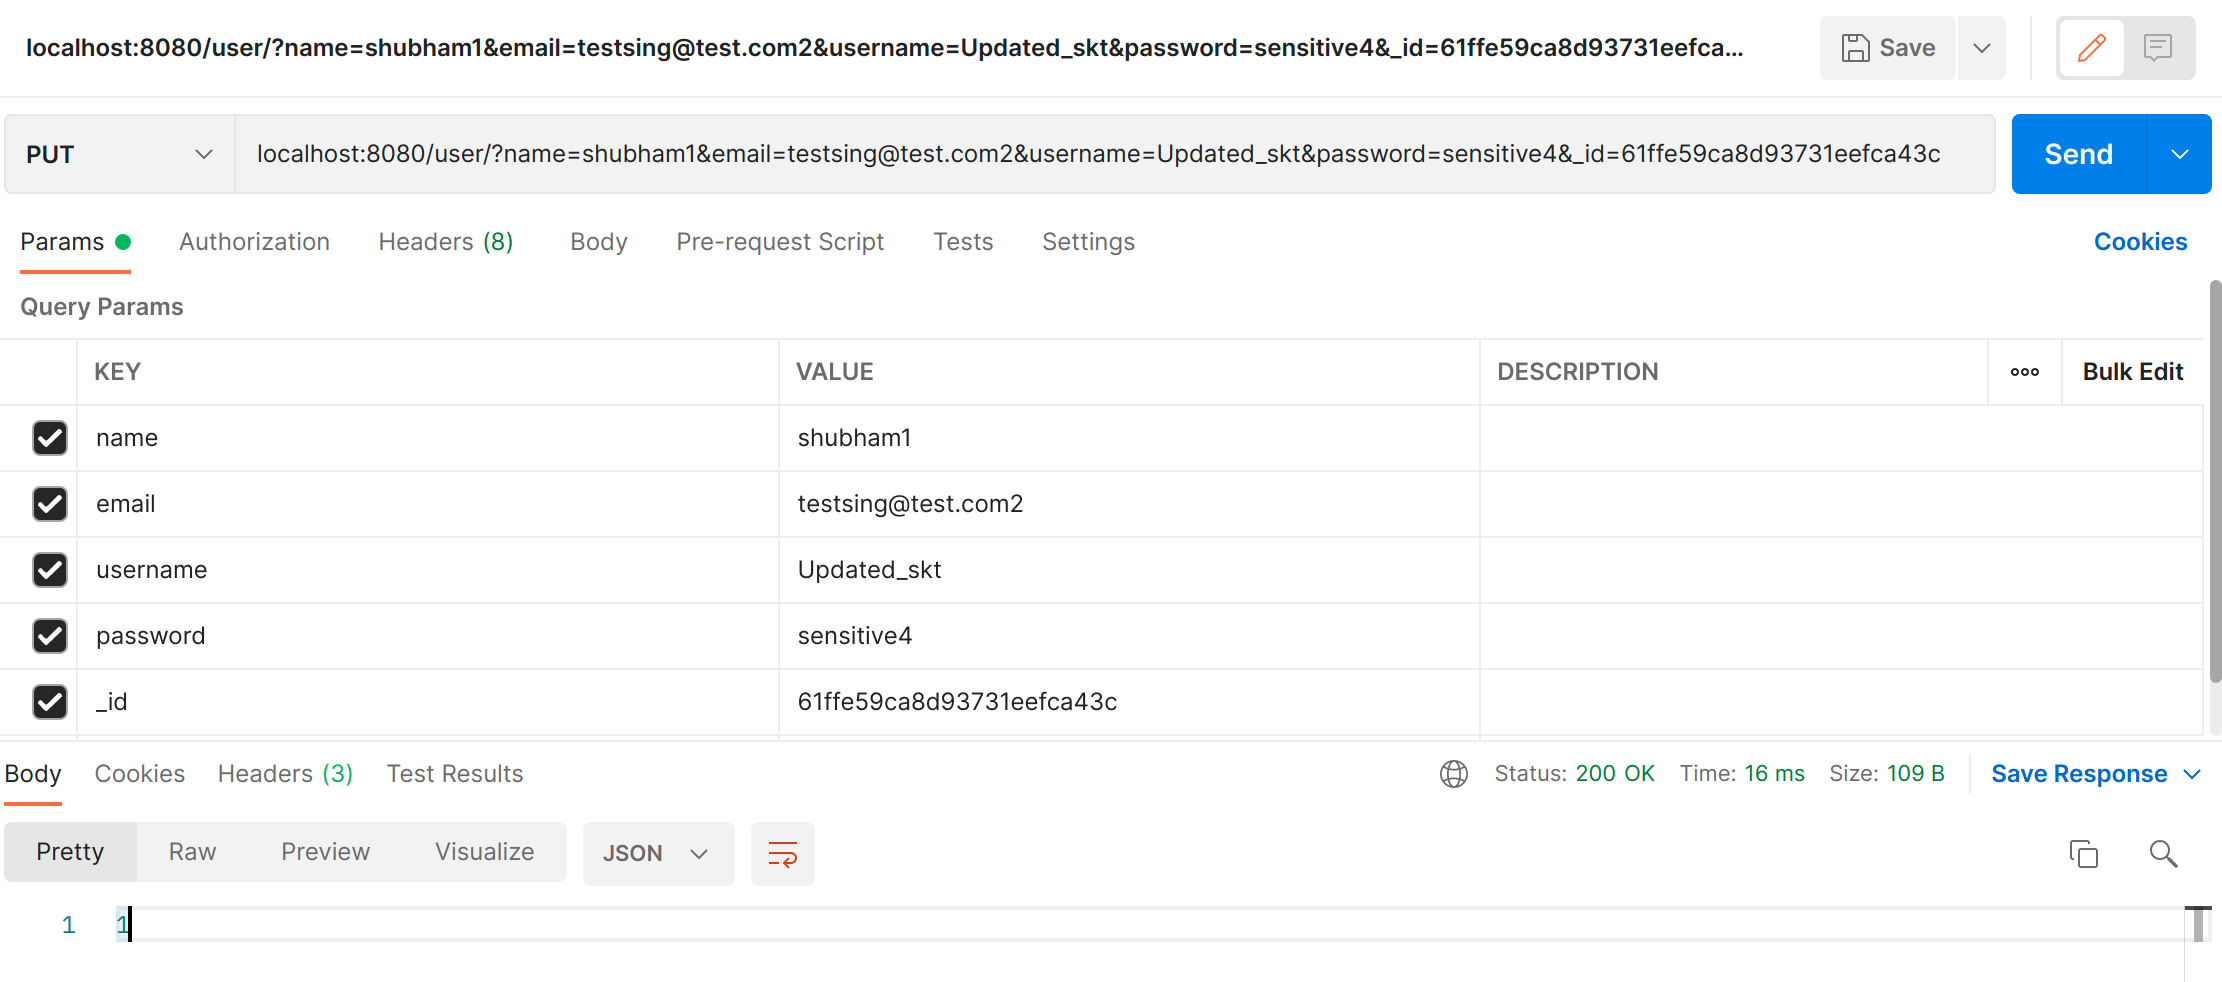 localhost:8080/user/?name=shubham1&email=testsing@test.com2&username=Updated_skt&password=sensitive4&_id=61ffe59ca8d93731eefca...
Save
PUT
localhost:8080/user/?name=shubham1&email=testsing@test.com2&username=Updated_skt&password=sensitive4&_id=61ffe59ca8d93731eefca43c
Send
Params Authorization Headers (8) Body Pre-request Script Tests Settings Cookies
Query Params
KEY VALUE DESCRIPTION ooo Bulk Edit
name shubham1
email testsing@test.com2
username Updated_skt
password sensitive4
_id 61ffe59ca8d93731eefca43c
Body Cookies Headers (3) Test Results Status: 200 OK Time: 16 ms Size: 109 B Save Response
Pretty Raw Preview Visualize JSON
1 1